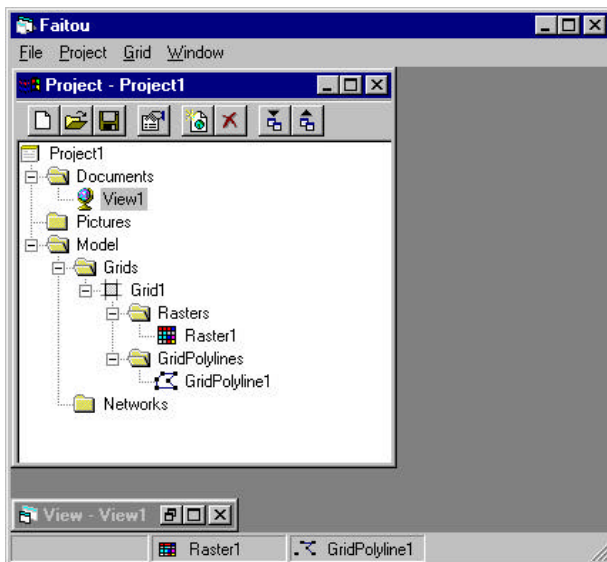 Faitou
File Project Grid Window
Project - Project1
Project1
Documents
View1
Pictures
Model
Grids
Grid1
Rasters
Raster1
GridPolylines
GridPolyline1
Networks
View - View1
Raster1 GridPolyline1